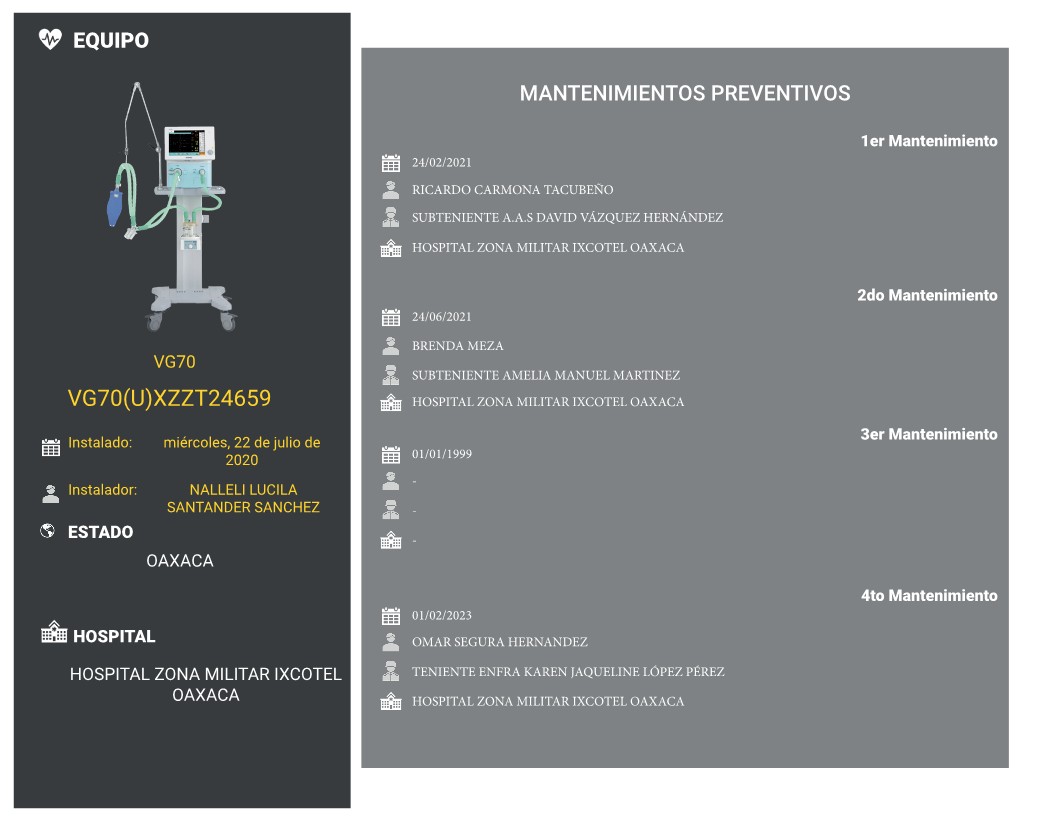 EQUIPO
VG70
VG70(U)XZZT24659
Instalado: miércoles, 22 de julio de
2020
Instalador: NALLELI LUCILA
SANTANDER SANCHEZ
ESTADO
OAXACA
HOSPITAL
HOSPITAL ZONA MILITAR IXCOTEL
OAXACA
MANTENIMIENTOS PREVENTIVOS
1er Mantenimiento
24/02/2021
RICARDO CARMONA TACUBEÑO
SUBTENIENTE A.A.S DAVID VÁZQUEZ HERNÁNDEZ
HOSPITAL ZONA MILITAR IXCOTEL OAXACA
2do Mantenimiento
24/06/2021
BRENDA MEZA
SUBTENIENTE AMELIA MANUEL MARTINEZ
HOSPITAL ZONA MILITAR IXCOTEL OAXACA
3er Mantenimiento
01/01/1999
-
-
-
4to Mantenimiento
01/02/2023
OMAR SEGURA HERNANDEZ
TENIENTE ENFRA KAREN JAQUELINE LÓPEZ PÉREZ
HOSPITAL ZONA MILITAR IXCOTEL OAXACA